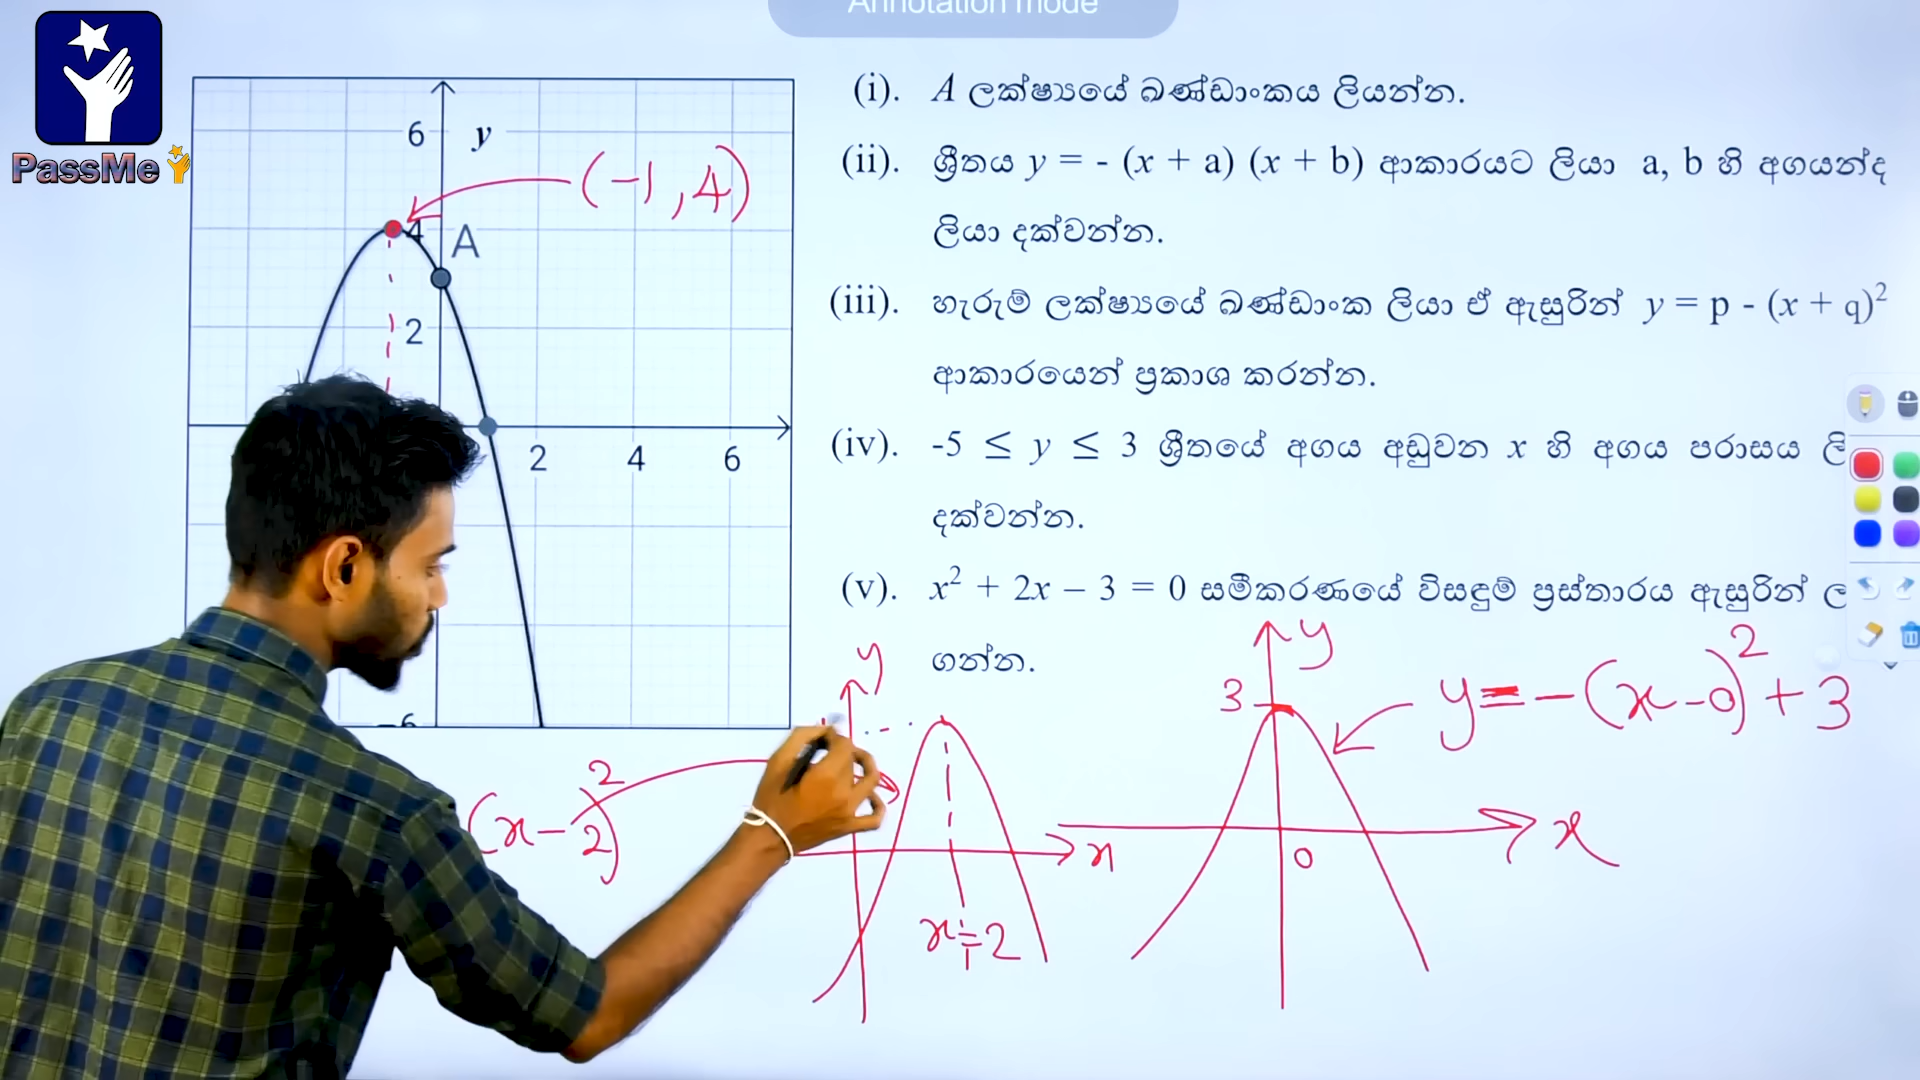 Annotation mode
PassMe
6
y
(-1, 4)
4
A
2
2 4 6
-6
(i). A ලක්ෂ්‍යයේ ඛණ්ඩාංකය ලියන්න.
(ii). ශ්‍රිතය y = - (x + a) (x + b) ආකාරයට ලියා a, b හි අගයන්ද
ලියා දක්වන්න.
(iii). හැරුම් ලක්ෂ්‍යයේ ඛණ්ඩාංක ලියා ඒ ඇසුරින් y = p - (x + q)²
ආකාරයෙන් ප්‍රකාශ කරන්න.
(iv). -5 ≤ y ≤ 3 ශ්‍රිතයේ අගය අඩුවන x හි අගය පරාසය ලි
දක්වන්න.
(v). x² + 2x – 3 = 0 සමීකරණයේ විසඳුම් ප්‍රස්තාරය ඇසුරින් ල
ගන්න.
(x-2)²
y
x
x=2
y
3
0
x
y=-(x-0)²+3